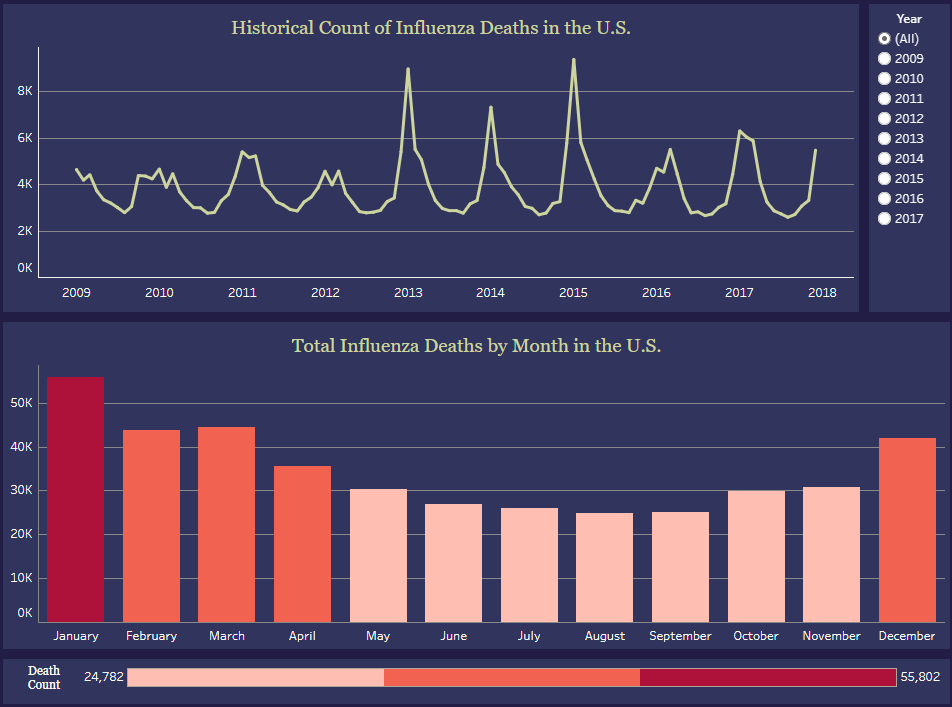 Historical Count of Influenza Deaths in the U.S.
8K
6K
4K
2K
0K
2009 2010 2011 2012 2013 2014 2015 2016 2017 2018
Year
(All)
2009
2010
2011
2012
2013
2014
2015
2016
2017
Total Influenza Deaths by Month in the U.S.
50K
40K
30K
20K
10K
0K
January February March April May June July August September October November December
Death
Count
24,782 55,802